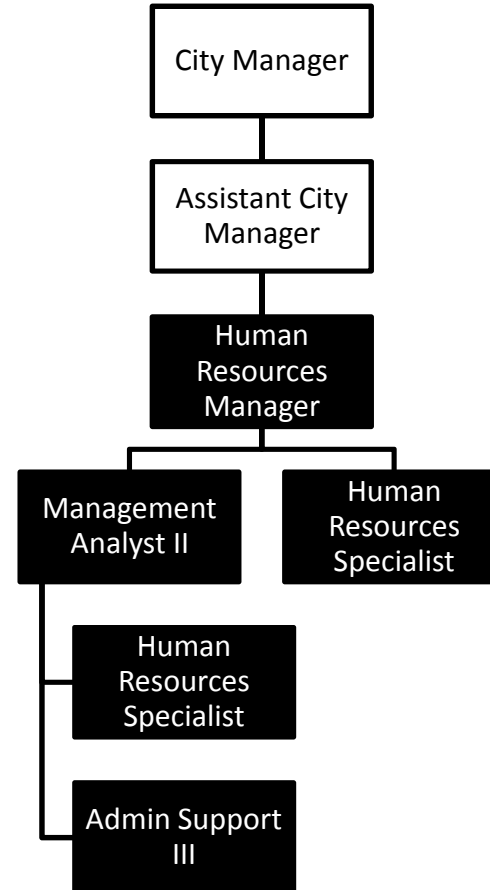 City Manager
Assistant City
Manager
Human
Resources
Manager
Management
Analyst II
Human
Resources
Specialist
Human
Resources
Specialist
Admin Support
III